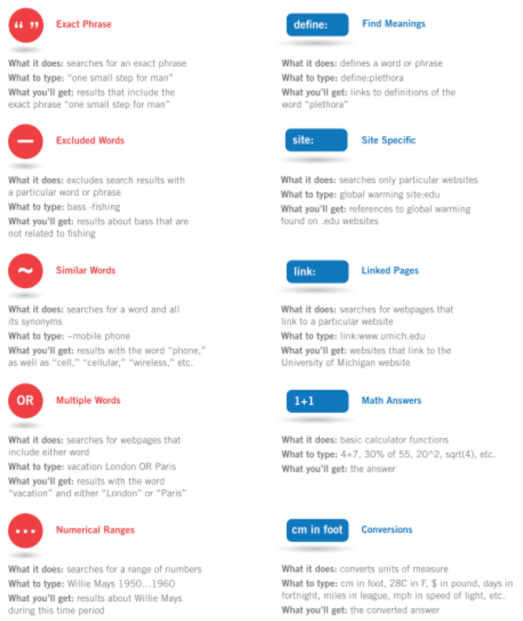 “ ”
Exact Phrase
What it does: searches for an exact phrase
What to type: “one small step for man”
What you'll get: results that include the
exact phrase “one small step for man”
—
Excluded Words
What it does: excludes search results with
a particular word or phrase
What to type: bass -fishing
What you'll get: results about bass that are
not related to fishing
~
Similar Words
What it does: searches for a word and all
its synonyms
What to type: ~mobile phone
What you'll get: results with the word “phone,”
as well as “cell,” “cellular,” “wireless,” etc.
OR
Multiple Words
What it does: searches for webpages that
include either word
What to type: vacation London OR Paris
What you'll get: results with the word
“vacation” and either “London” or “Paris”
...
Numerical Ranges
What it does: searches for a range of numbers
What to type: Willie Mays 1950...1960
What you'll get: results about Willie Mays
during this time period
define:
Find Meanings
What it does: defines a word or phrase
What to type: define:plethora
What you'll get: links to definitions of the
word “plethora”
site:
Site Specific
What it does: searches only particular websites
What to type: global warming site:edu
What you'll get: references to global warming
found on .edu websites
link:
Linked Pages
What it does: searches for webpages that
link to a particular website
What to type: link:www.umich.edu
What you'll get: websites that link to the
University of Michigan website
1+1
Math Answers
What it does: basic calculator functions
What to type: 4+7, 30% of 55, 20^2, sqrt(4), etc.
What you'll get: the answer
cm in foot
Conversions
What it does: converts units of measure
What to type: cm in foot, 28C in F, $ in pound, days in
fortnight, miles in league, mph in speed of light, etc.
What you'll get: the converted answer